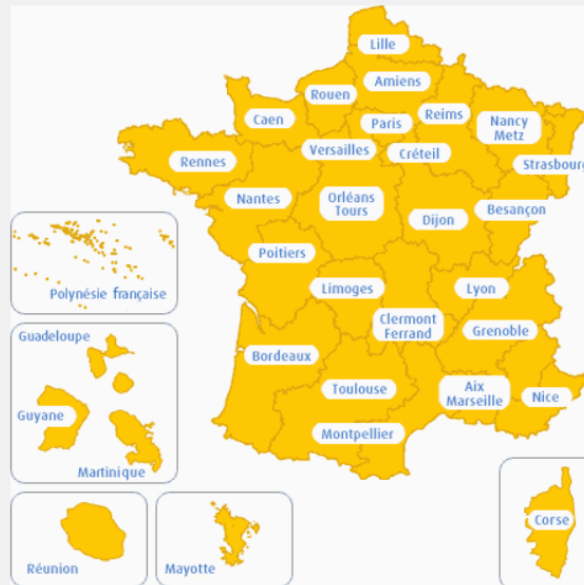 Lille
Amiens
Rouen
Reims
Caen
Paris
Nancy
Metz
Versailles
Créteil
Strasbourg
Rennes
Nantes
Orléans
Tours
Besançon
Dijon
Poitiers
Limoges
Lyon
Clermont
Ferrand
Grenoble
Bordeaux
Toulouse
Aix
Marseille
Nice
Montpellier
Polynésie française
Guadeloupe
Guyane
Martinique
Réunion
Mayotte
Corse